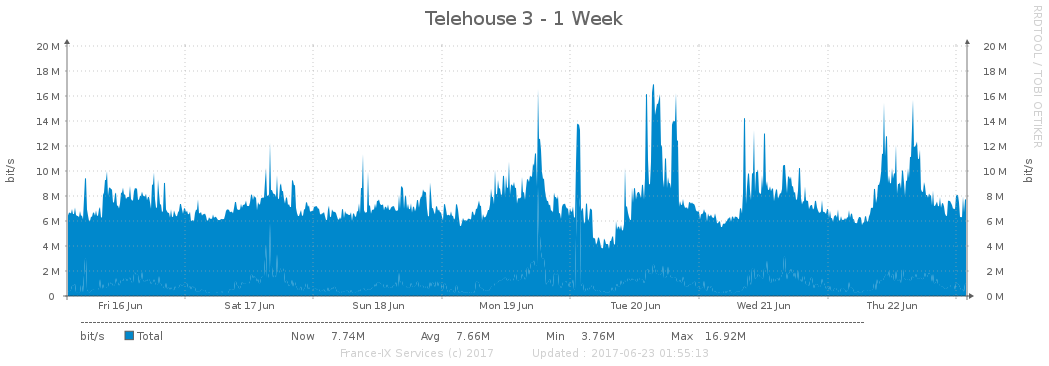 Telehouse 3 - 1 Week
RRDTOOL / TOBI OETIKER
bit/s
20 M 20 M
18 M 18 M
16 M 16 M
14 M 14 M
12 M 12 M
10 M 10 M
8 M 8 M
6 M 6 M
4 M 4 M
2 M 2 M
0 0 M
bit/s
Fri 16 Jun Sat 17 Jun Sun 18 Jun Mon 19 Jun Tue 20 Jun Wed 21 Jun Thu 22 Jun
bit/s Total Now 7.74M Avg 7.66M Min 3.76M Max 16.92M
France-IX Services (c) 2017 Updated : 2017-06-23 01:55:13